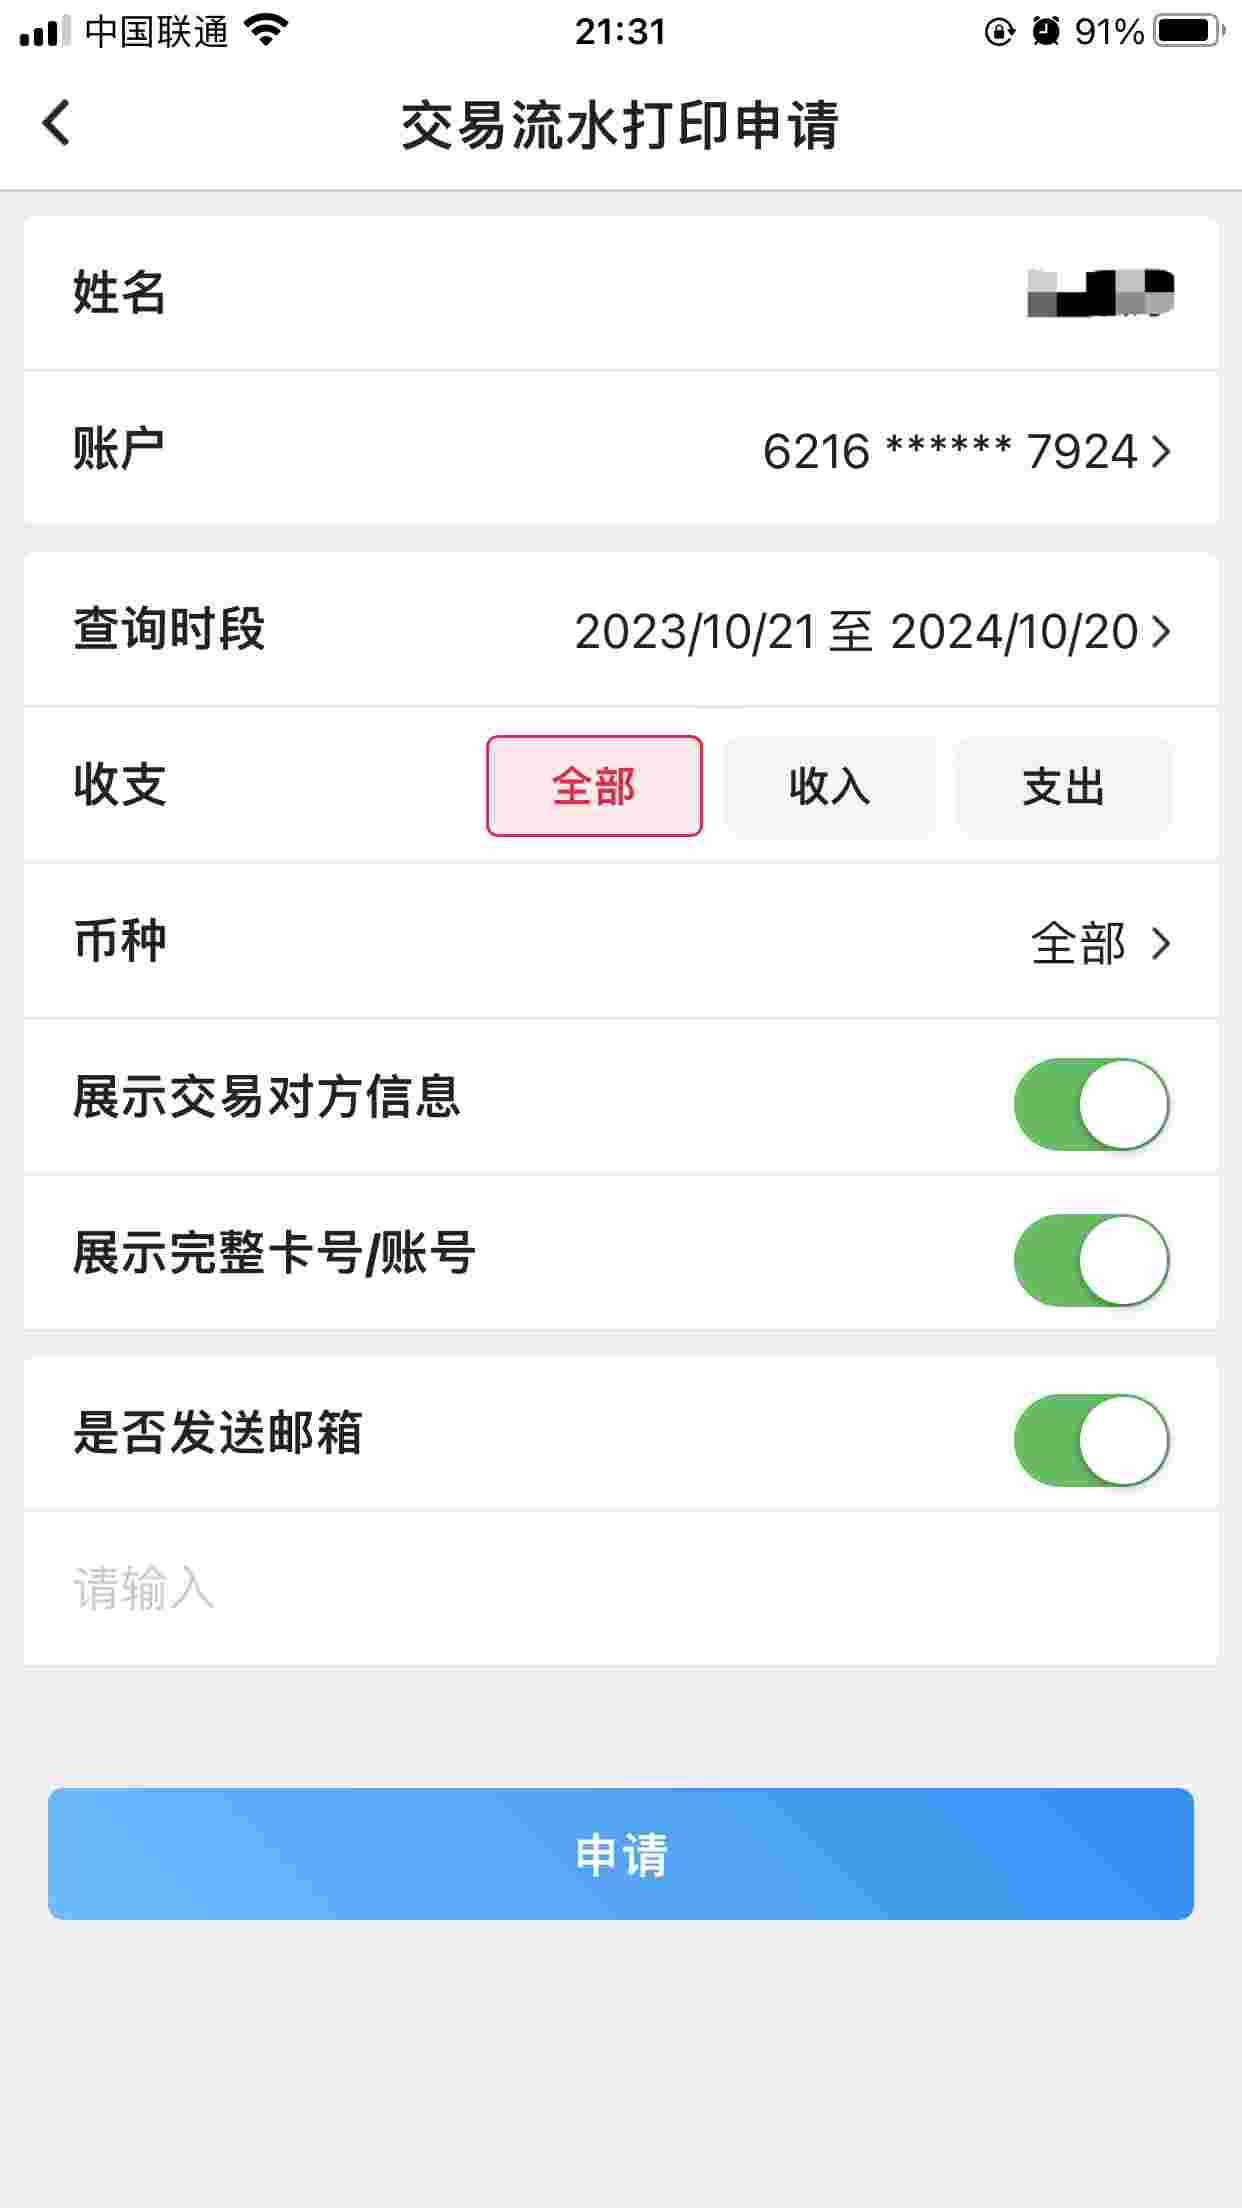 中国联通 21:31 91%
交易流水打印申请
姓名
账户 6216 ****** 7924
查询时段 2023/10/21 至 2024/10/20
收支 全部 收入 支出
币种 全部
展示交易对方信息
展示完整卡号/账号
是否发送邮箱
请输入
申请